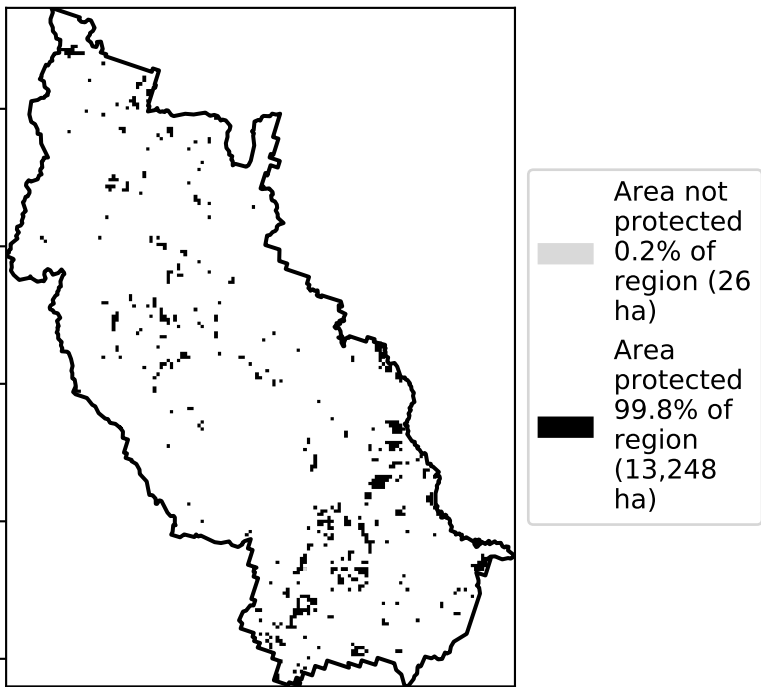 Area not
protected
0.2% of
region (26
ha)
Area
protected
99.8% of
region
(13,248
ha)